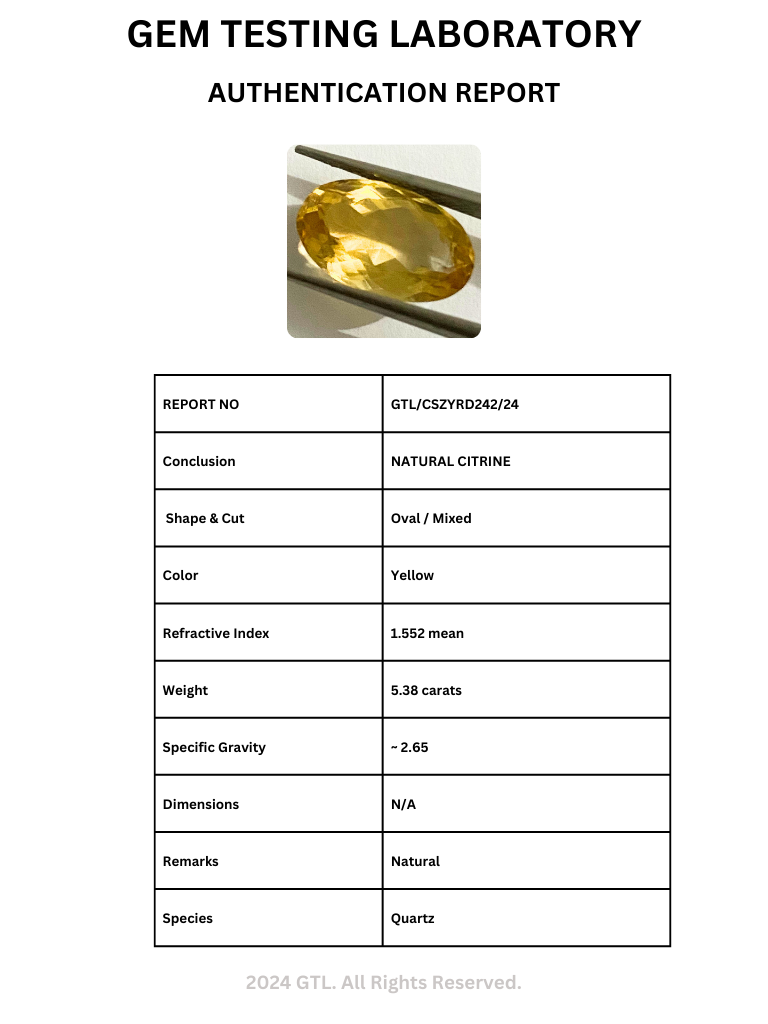 GEM TESTING LABORATORY
AUTHENTICATION REPORT
REPORT NO GTL/CSZYRD242/24
Conclusion NATURAL CITRINE
Shape & Cut Oval / Mixed
Color Yellow
Refractive Index 1.552 mean
Weight 5.38 carats
Specific Gravity ~ 2.65
Dimensions N/A
Remarks Natural
Species Quartz
2024 GTL. All Rights Reserved.